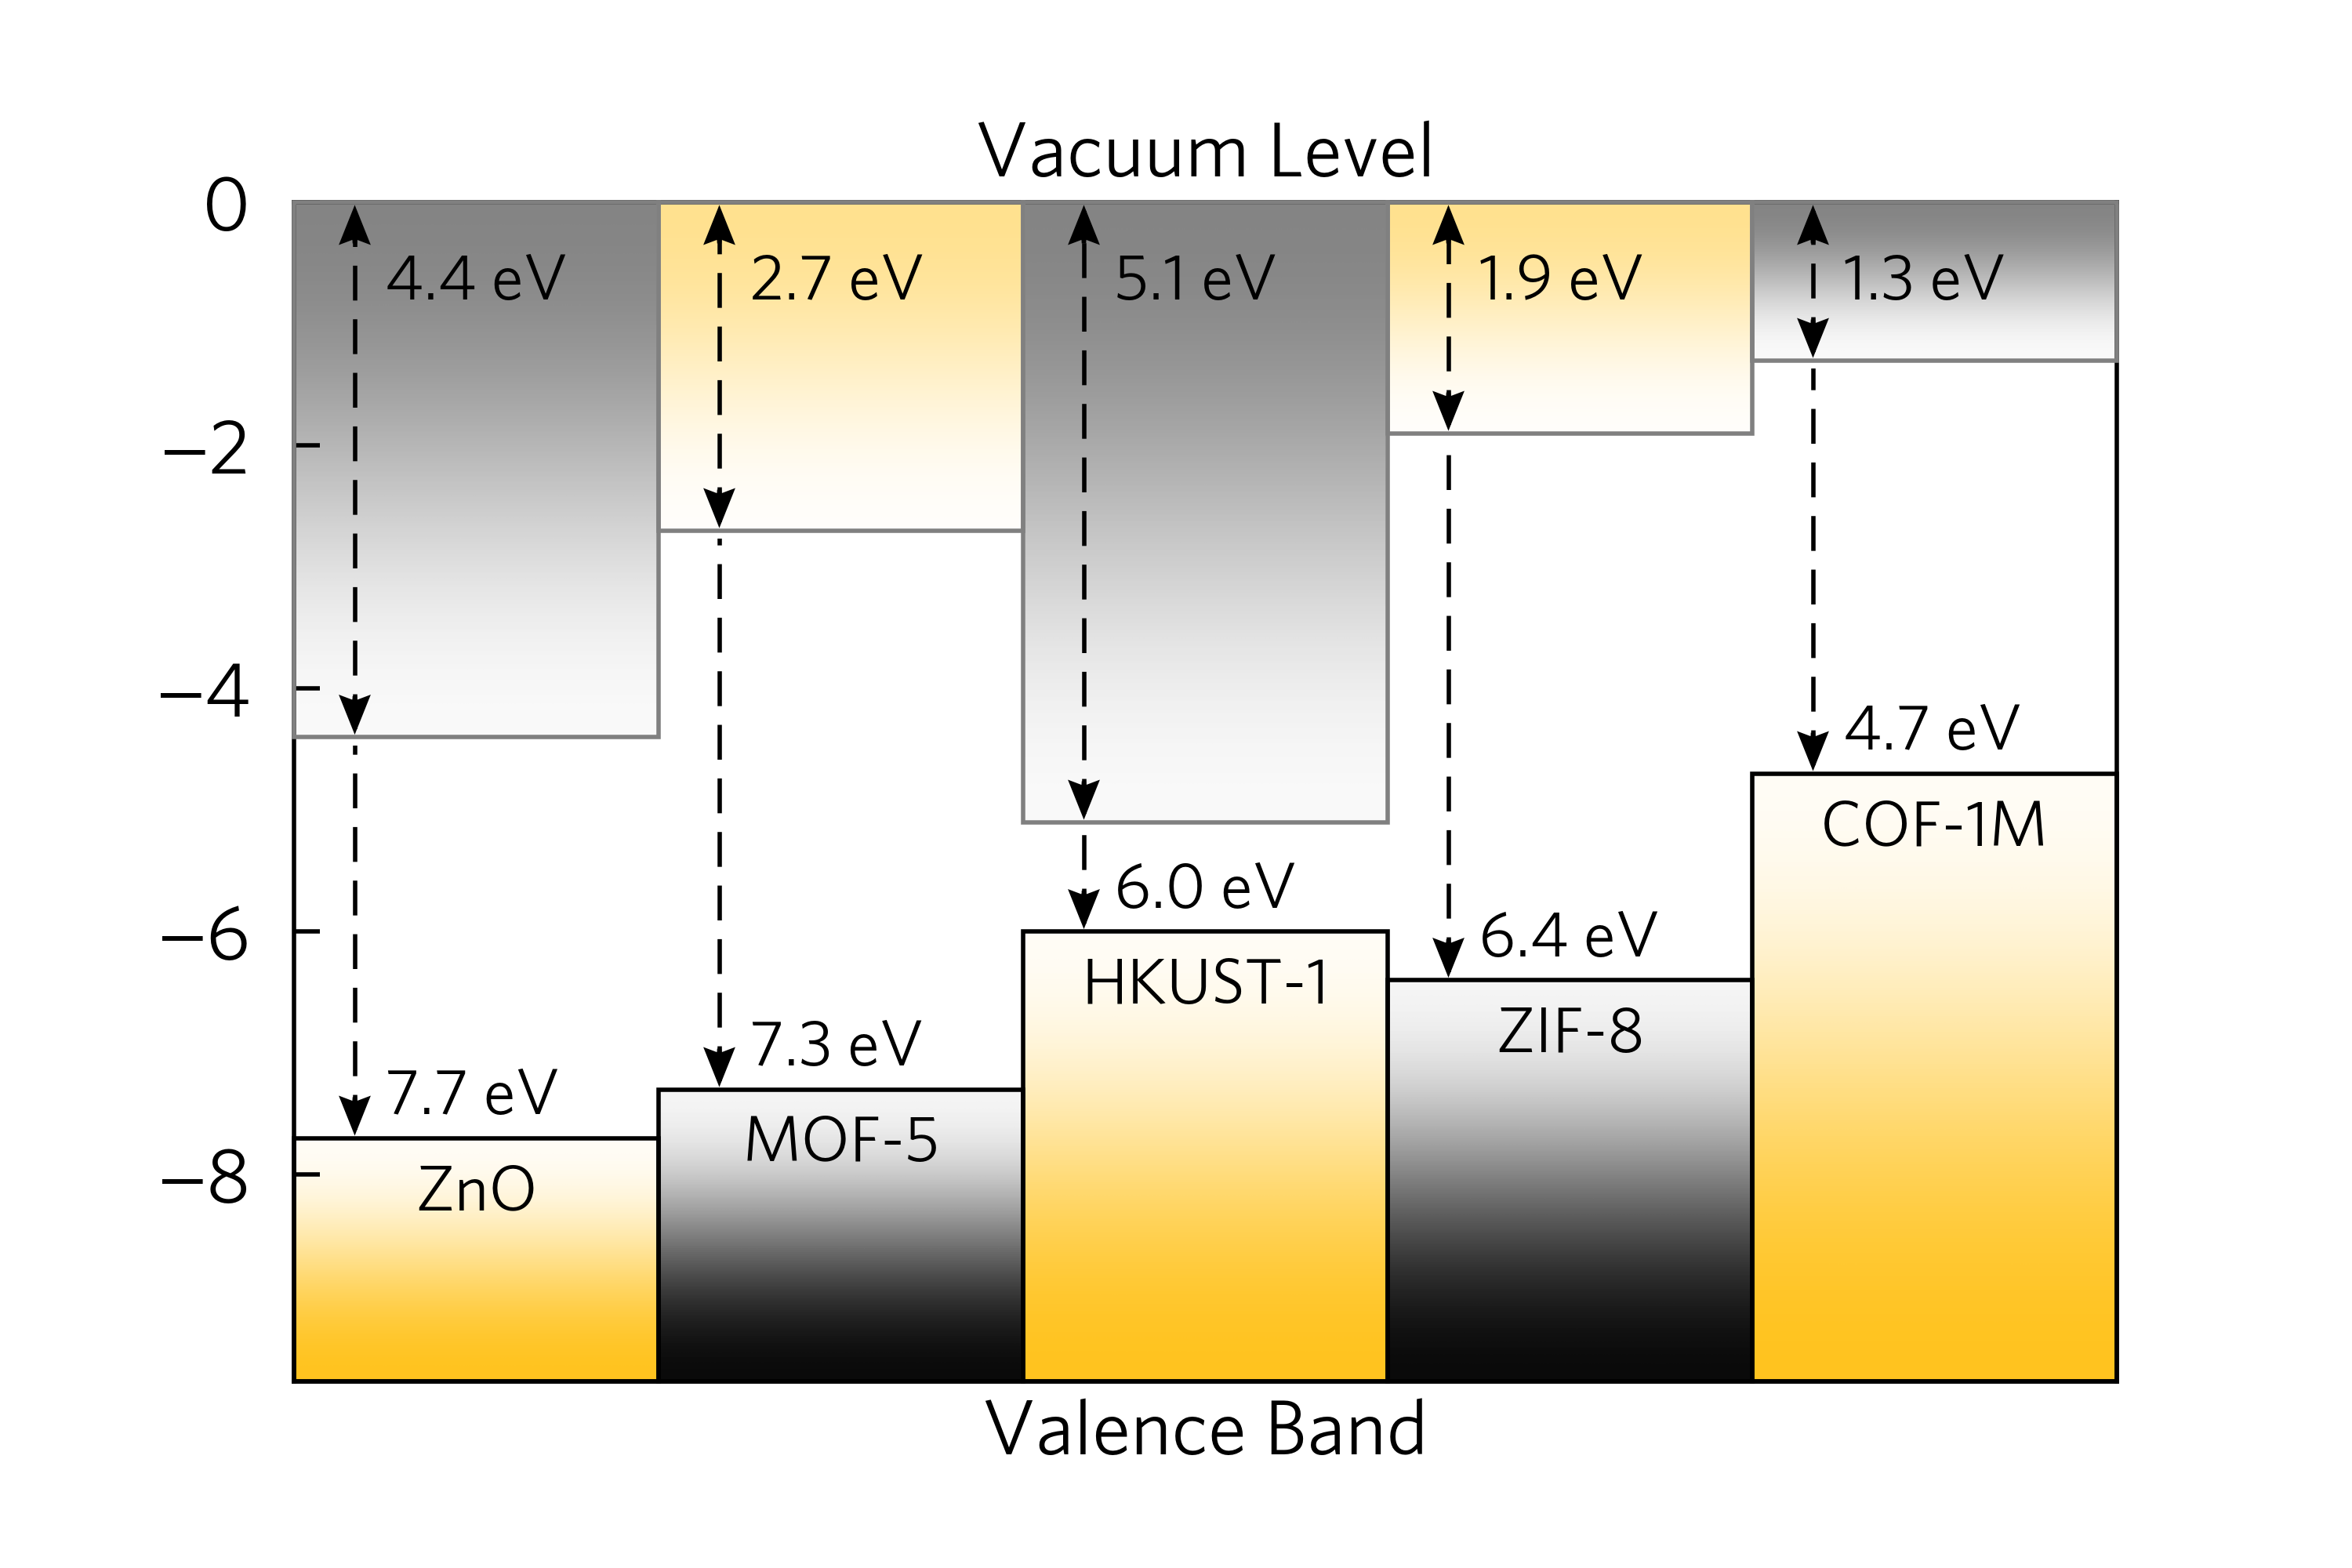 Vacuum Level
0
4.4 eV
2.7 eV
5.1 eV
1.9 eV
1.3 eV
−2
−4
4.7 eV
COF-1M
6.0 eV
−6
6.4 eV
HKUST-1
ZIF-8
7.3 eV
7.7 eV
MOF-5
−8
ZnO
Valence Band